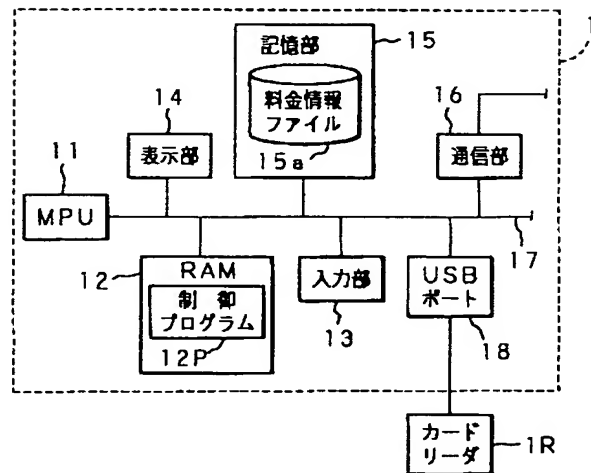 1
記憶部
15
料金情報
ファイル
15a
14
表示部
16
通信部
11
MPU
17
12
RAM
制御
プログラム
12P
入力部
13
USB
ポート
18
カード
リーダ
1R